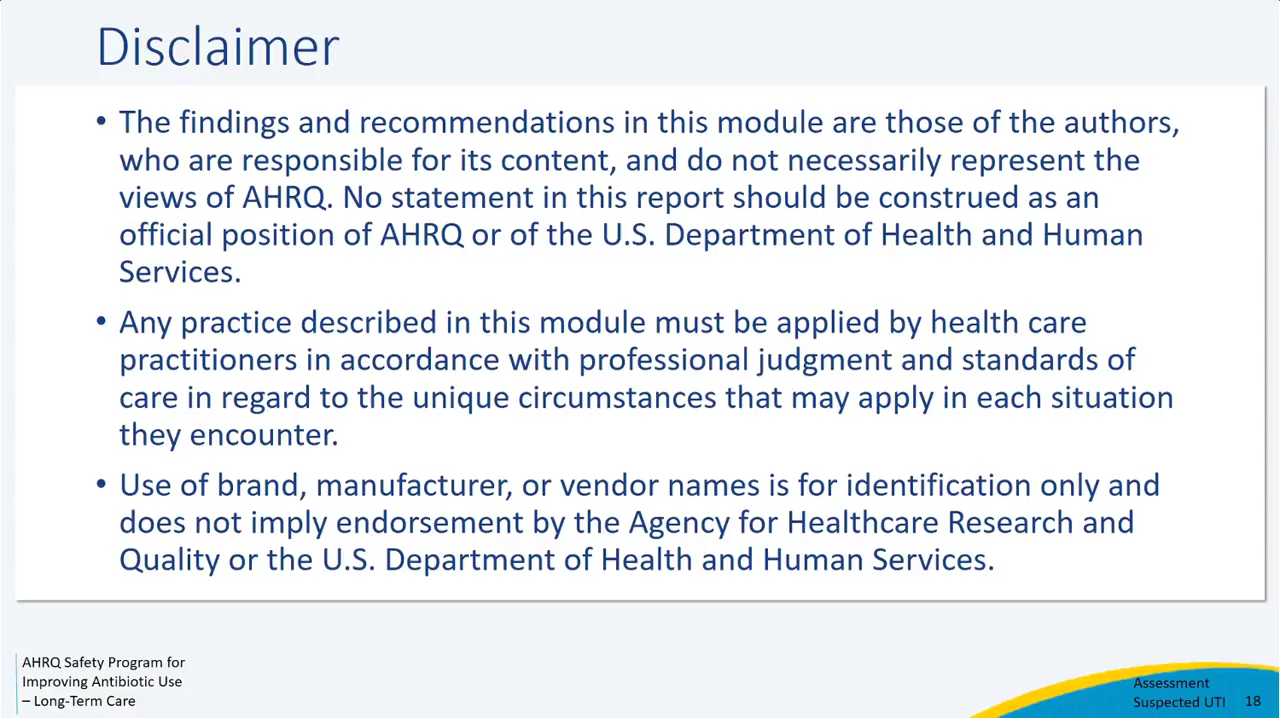 Disclaimer
• The findings and recommendations in this module are those of the authors,
who are responsible for its content, and do not necessarily represent the
views of AHRQ. No statement in this report should be construed as an
official position of AHRQ or of the U.S. Department of Health and Human
Services.
• Any practice described in this module must be applied by health care
practitioners in accordance with professional judgment and standards of
care in regard to the unique circumstances that may apply in each situation
they encounter.
• Use of brand, manufacturer, or vendor names is for identification only and
does not imply endorsement by the Agency for Healthcare Research and
Quality or the U.S. Department of Health and Human Services.
AHRQ Safety Program for
Improving Antibiotic Use
– Long-Term Care
Assessment
Suspected UTI 18